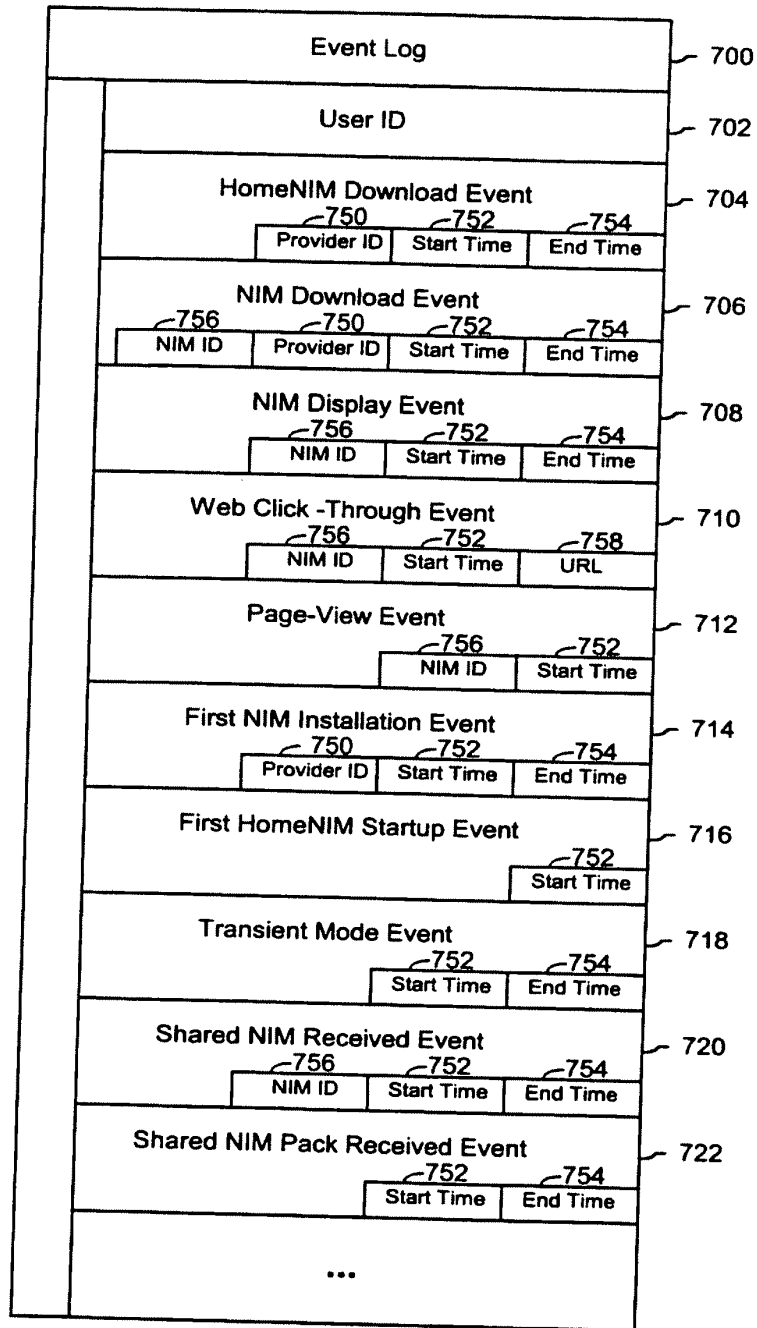 Event Log 700
User ID 702
HomeNIM Download Event 704
750 752 754
Provider ID Start Time End Time
NIM Download Event 706
756 750 752 754
NIM ID Provider ID Start Time End Time
NIM Display Event 708
756 752 754
NIM ID Start Time End Time
Web Click -Through Event 710
756 752 758
NIM ID Start Time URL
Page-View Event 712
756 752
NIM ID Start Time
First NIM Installation Event 714
750 752 754
Provider ID Start Time End Time
First HomeNIM Startup Event 716
752
Start Time
Transient Mode Event 718
752 754
Start Time End Time
Shared NIM Received Event 720
756 752 754
NIM ID Start Time End Time
Shared NIM Pack Received Event 722
752 754
Start Time End Time
...